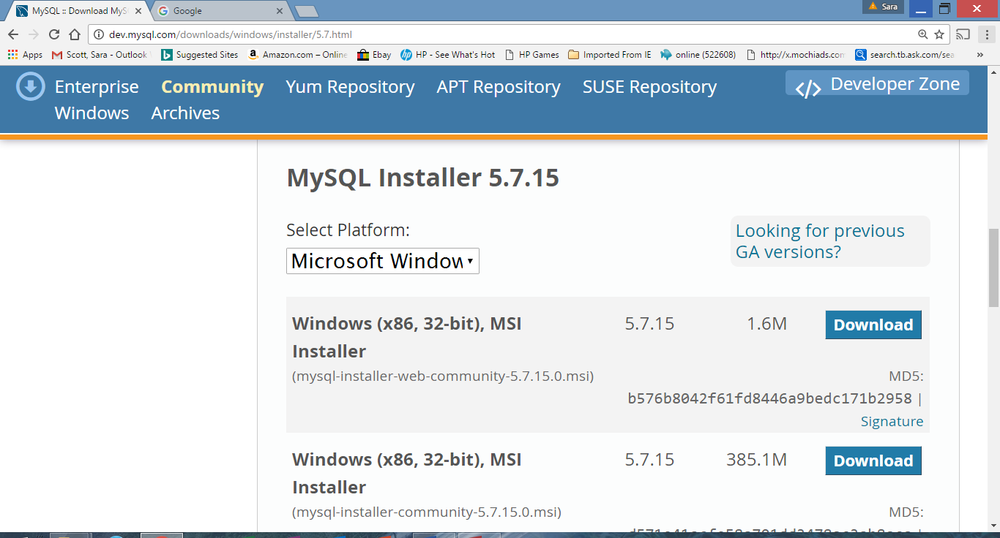 MySQL :: Download MyS
Google
Sara
dev.mysql.com/downloads/windows/installer/5.7.html
Apps
Scott, Sara - Outlook
Suggested Sites
Amazon.com – Online
Ebay
HP - See What's Hot
HP Games
Imported From IE
online (522608)
http://x.mochiads.com
search.tb.ask.com/sea
»
Enterprise
Community
Yum Repository
APT Repository
SUSE Repository
Developer Zone
Windows
Archives
MySQL Installer 5.7.15
Select Platform:
Looking for previous
GA versions?
Microsoft Window
Windows (x86, 32-bit), MSI
Installer
5.7.15
1.6M
Download
(mysql-installer-web-community-5.7.15.0.msi)
MD5:
b576b8042f61fd8446a9bedc171b2958 |
Signature
Windows (x86, 32-bit), MSI
Installer
5.7.15
385.1M
Download
(mysql-installer-community-5.7.15.0.msi)
MD5: